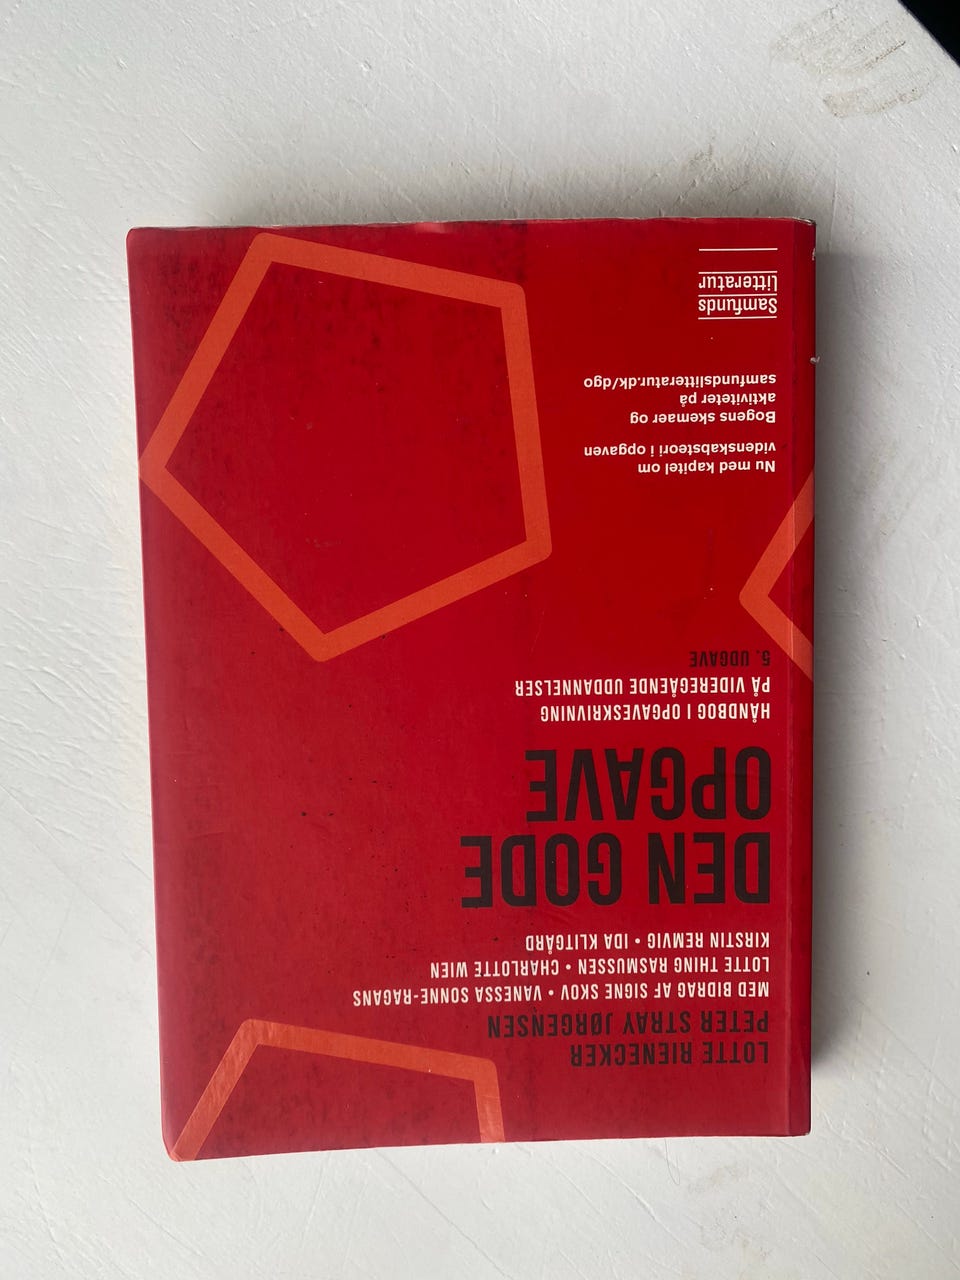 LOTTE RIENECKER
PETER STRAY JØRGENSEN
MED BIDRAG AF SIGNE SKOV • VANESSA SONNE-RAGANS
LOTTE THING RASMUSSEN • CHARLOTTE WIEN
KIRSTIN REMVIG • IDA KLITGÅRD
DEN GODE
OPGAVE
HÅNDBOG I OPGAVESKRIVNING
PÅ VIDEREGÅENDE UDDANNELSER
5. UDGAVE
Nu med kapitel om
videnskabsteori i opgaven
Bogens skemaer og
aktiviteter på
samfundslitteratur.dk/dgo
Samfunds
litteratur